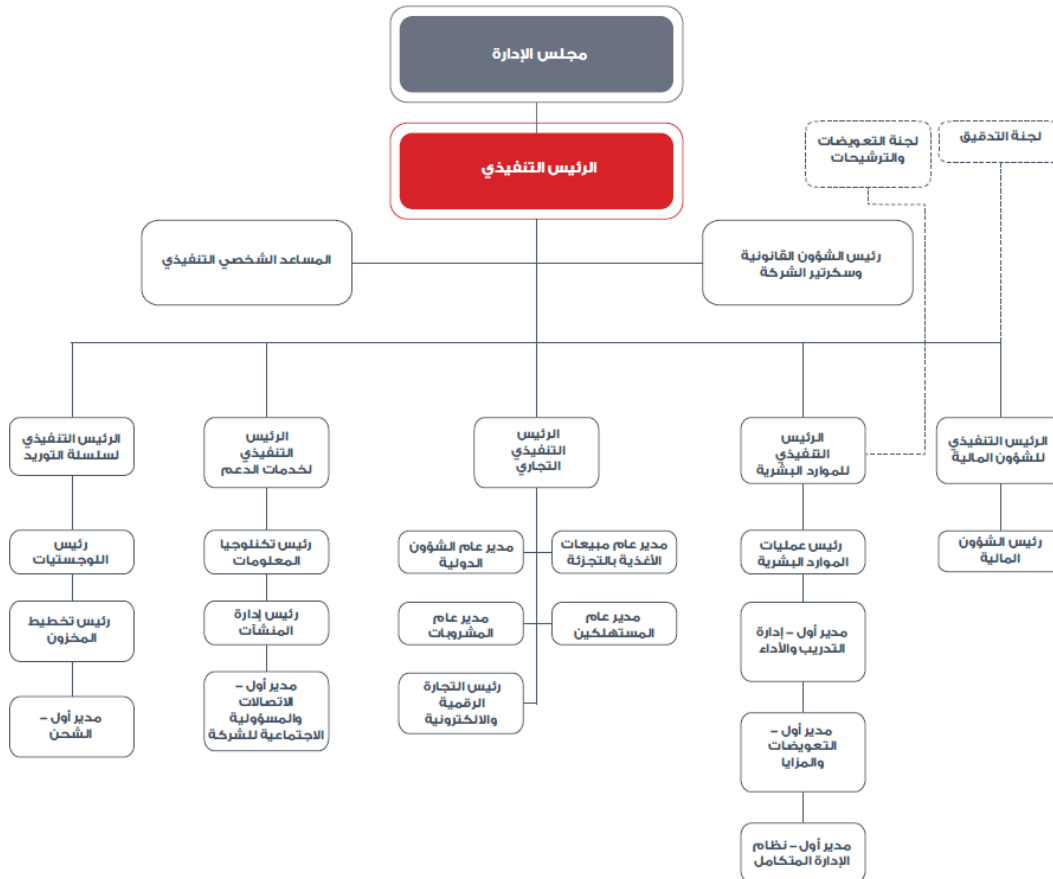 مجلس الإدارة
الرئيس التنفيذي
لجنة التدقيق
لجنة التعويضات
والترشيحات
رئيس الشؤون القانونية
وسكرتير الشركة
المساعد الشخصي التنفيذي
الرئيس التنفيذي
للشؤون المالية
رئيس الشؤون
المالية
الرئيس
التنفيذي
للموارد البشرية
رئيس عمليات
الموارد البشرية
مدير أول – إدارة
التدريب والأداء
مدير أول –
التعويضات
والمزايا
مدير أول – نظام
الإدارة المتكامل
الرئيس
التنفيذي
التجاري
مدير عام مبيعات
الأغذية بالتجزئة
مدير عام الشؤون
الدولية
مدير عام
المستهلكين
مدير عام
المشروبات
رئيس التجارة
الرقمية
والالكترونية
الرئيس
التنفيذي
لخدمات الدعم
رئيس تكنلوجيا
المعلومات
رئيس إدارة
المنشآت
مدير أول –
الاتصالات
والمسؤولية
الاجتماعية للشركة
الرئيس التنفيذي
لسلسلة التوريد
رئيس
اللوجستيات
رئيس تخطيط
المخزون
مدير أول –
الشحن